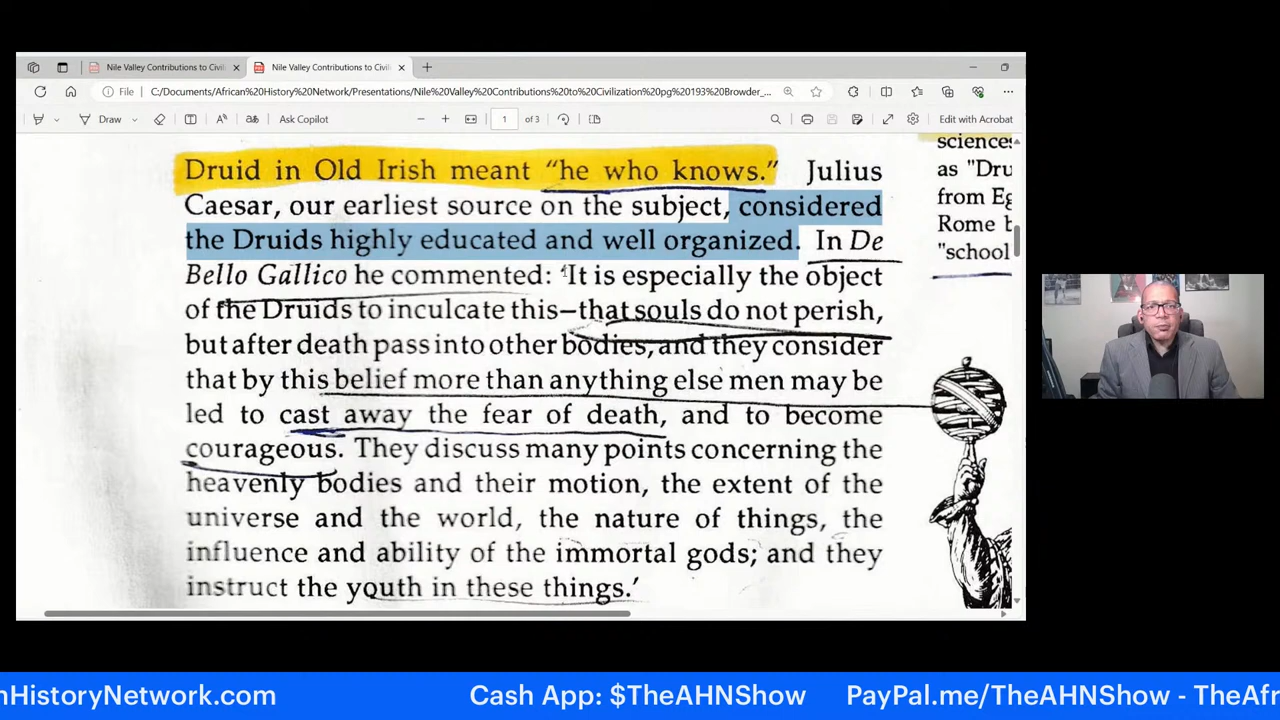 Nile Valley Contributions to Civili
Nile Valley Contributions to Civili
File
C:/Documents/African%20History%20Network/Presentations/Nile%20Valley%20Contributions%20to%20Civilization%20pg%20193%20Browder_...
Draw
Ask Copilot
1 of 3
Edit with Acrobat
Druid in Old Irish meant "he who knows." Julius
Caesar, our earliest source on the subject, considered
the Druids highly educated and well organized. In De
Bello Gallico he commented: 'It is especially the object
of the Druids to inculcate this—that souls do not perish,
but after death pass into other bodies, and they consider
that by this belief more than anything else men may be
led to cast away the fear of death, and to become
courageous. They discuss many points concerning the
heavenly bodies and their motion, the extent of the
universe and the world, the nature of things, the
influence and ability of the immortal gods; and they
instruct the youth in these things.'
sciences
as "Dru
from Eg
Rome b
"school
nHistoryNetwork.com Cash App: $TheAHNShow PayPal.me/TheAHNShow - TheAfri